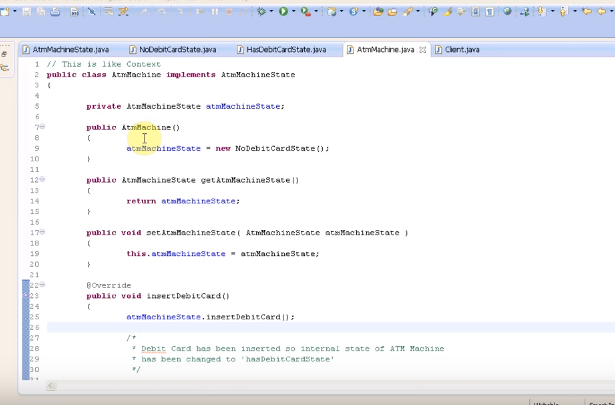 AtmMachineState.java NoDebitCardState.java HasDebitCardState.java AtmMachine.java Client.java
1 // This is like Context
2 public class AtmMachine implements AtmMachineState
3 {
4
5 private AtmMachineState atmMachineState;
6
7 public AtmMachine()
8 {
9 atmMachineState = new NoDebitCardState();
10 }
11
12 public AtmMachineState getAtmMachineState()
13 {
14 return atmMachineState;
15 }
16
17 public void setAtmMachineState( AtmMachineState atmMachineState )
18 {
19 this.atmMachineState = atmMachineState;
20 }
21
22 @Override
23 public void insertDebitCard()
24 {
25 atmMachineState.insertDebitCard();
26
27 /*
28 * Debit Card has been inserted so internal state of ATM Machine
29 * has been changed to 'hasDebitCardState'
30 */